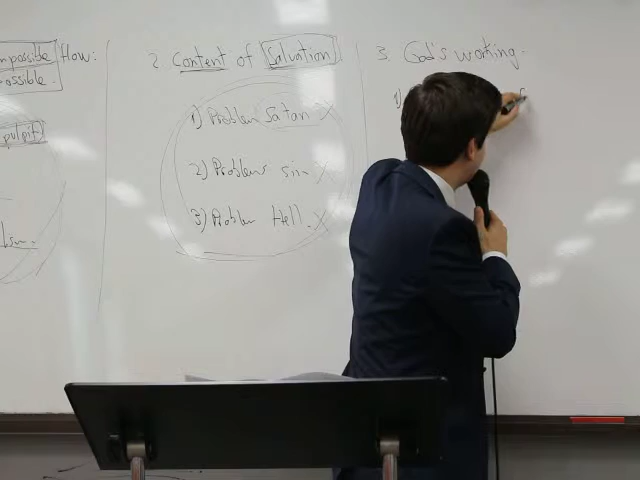 mpossible How:
possible.
pulpit
2. Content of Salvation
1) Problem Satan X
2) Problem sin X
3) Problem Hell. X
3. God's working.
1)